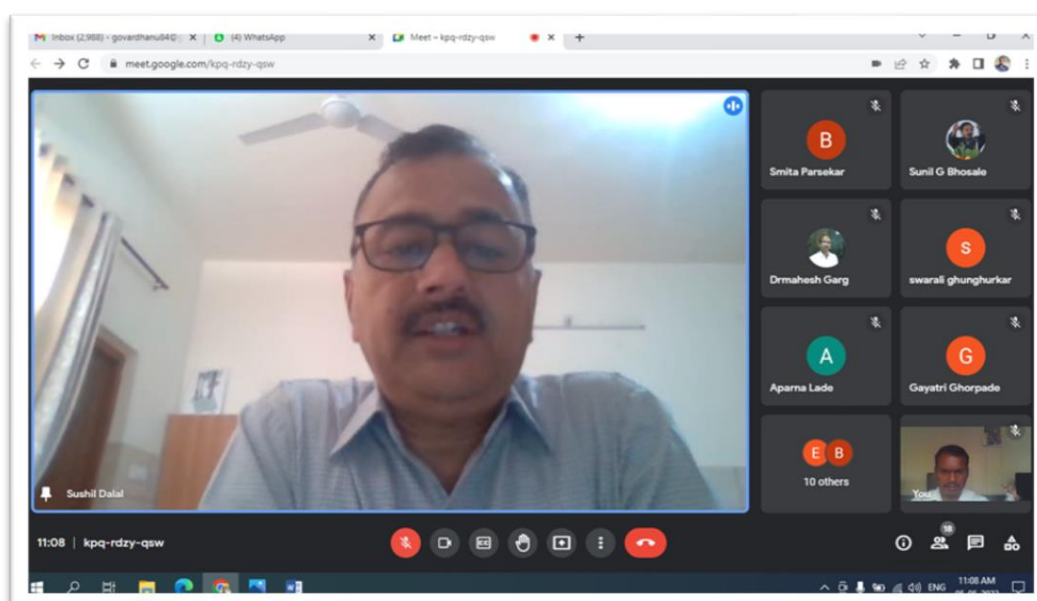 Inbox (2,988) - govardhanu84@
(4) WhatsApp
Meet - kpq-rdzy-qsw
meet.google.com/kpq-rdzy-qsw
B
Smita Parsekar
Sunil G Bhosale
Drmahesh Garg
s
swarali ghunghurkar
A
Aparna Lade
G
Gayatri Ghorpade
E B
10 others
You
Sushil Dalal
11:08 | kpq-rdzy-qsw
18
ENG
11:08 AM